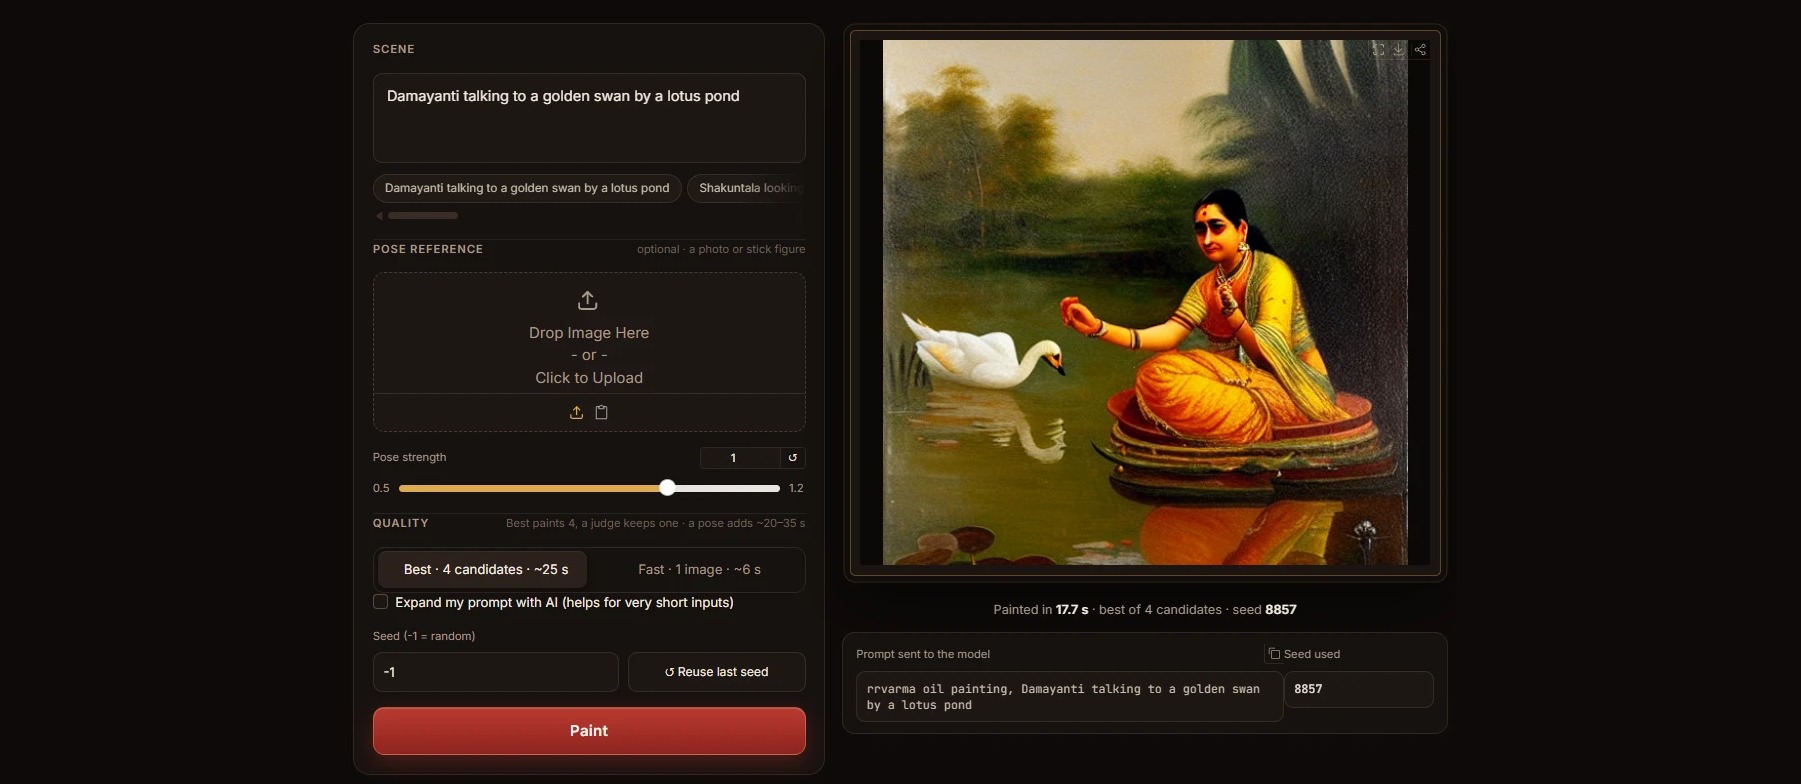 SCENE
Damayanti talking to a golden swan by a lotus pond
Damayanti talking to a golden swan by a lotus pond
Shakuntala looking
POSE REFERENCE
optional · a photo or stick figure
Drop Image Here
- or -
Click to Upload
Pose strength
1
0.5
1.2
QUALITY
Best paints 4, a judge keeps one · a pose adds ~20–35 s
Best · 4 candidates · ~25 s
Fast · 1 image · ~6 s
Expand my prompt with AI (helps for very short inputs)
Seed (-1 = random)
-1
↺ Reuse last seed
Paint
Painted in 17.7 s · best of 4 candidates · seed 8857
Prompt sent to the model
rrvarma oil painting, Damayanti talking to a golden swan
by a lotus pond
Seed used
8857